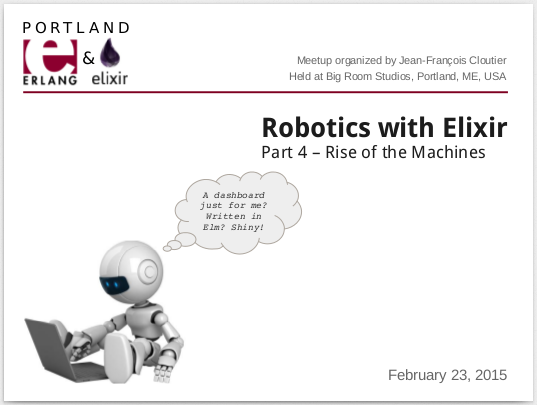 PORTLAND
e &
ERLANG elixir
Meetup organized by Jean-François Cloutier
Held at Big Room Studios, Portland, ME, USA
Robotics with Elixir
Part 4 – Rise of the Machines
A dashboard
just for me?
Written in
Elm? Shiny!
February 23, 2015